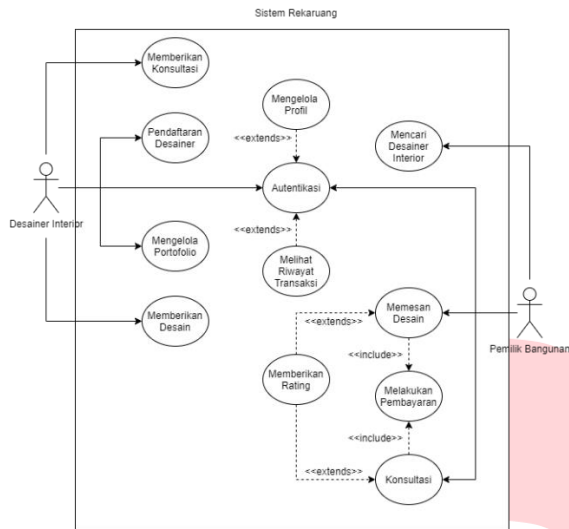 Sistem Rekaruang
Memberikan
Konsultasi
Mengelola
Profil
<<extends>>
Pendaftaran
Desainer
Mencari
Desainer
Interior
Autentikasi
Desainer Interior
<<extends>>
Mengelola
Portofolio
Melihat
Riwayat
Transaksi
Memberikan
Desain
<<extends>>
Memesan
Desain
Pemilik Bangunan
<<include>>
Memberikan
Rating
Melakukan
Pembayaran
<<include>>
<<extends>>
Konsultasi